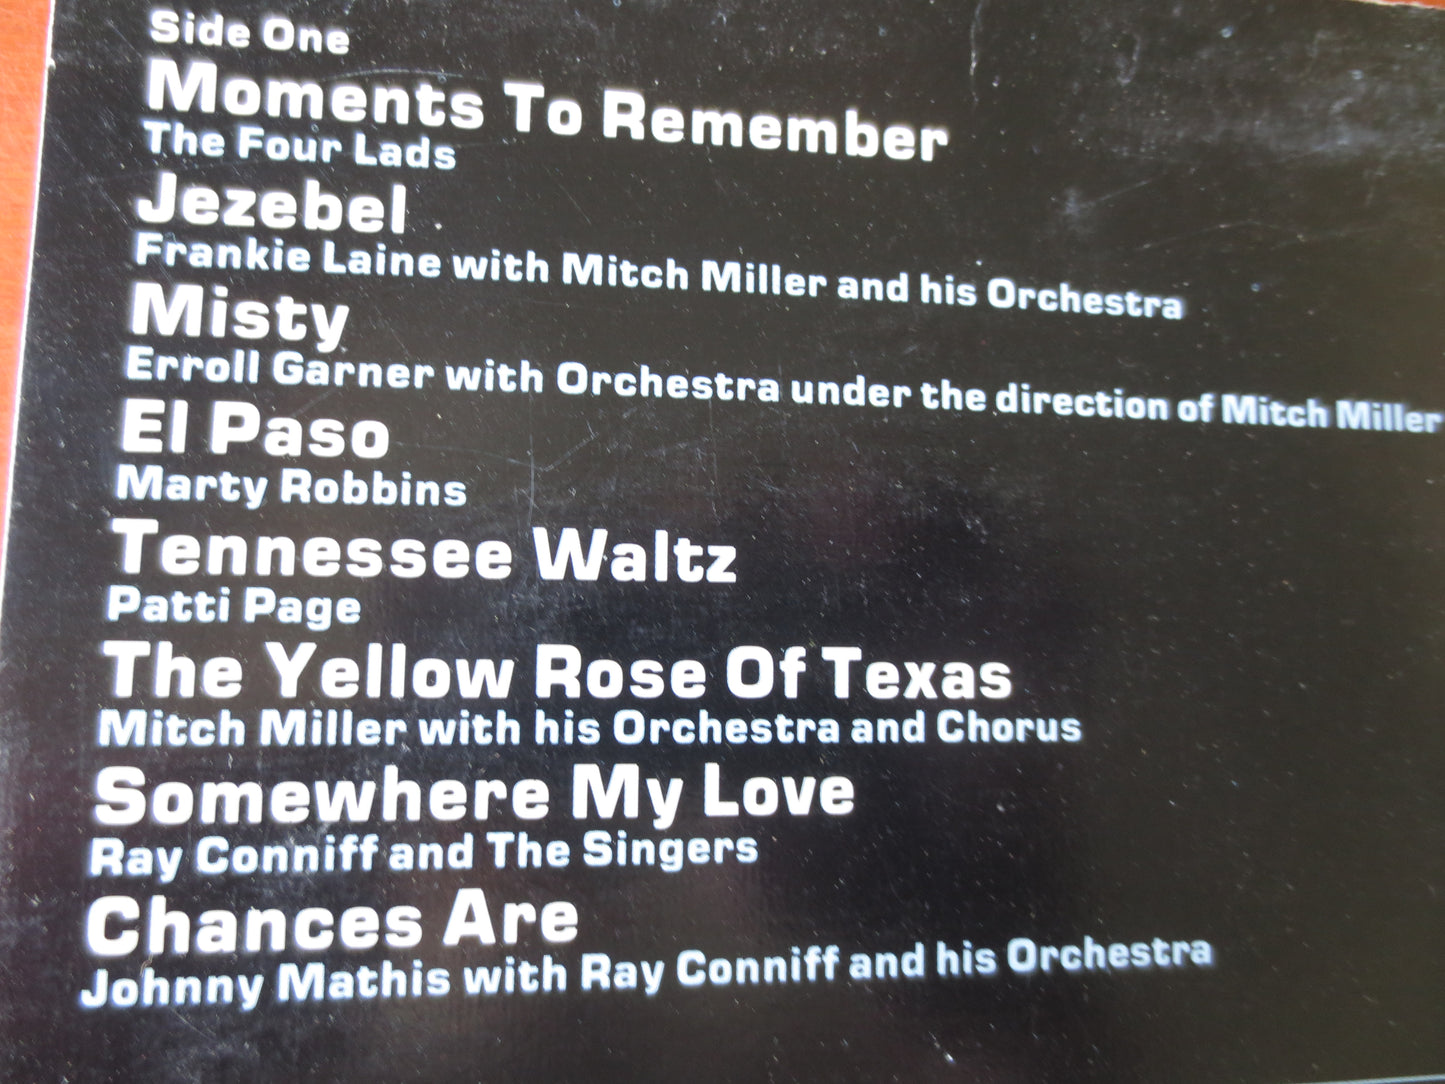 Side One
Moments To Remember
The Four Lads
Jezebel
Frankie Laine with Mitch Miller and his Orchestra
Misty
Erroll Garner with Orchestra under the direction of Mitch Miller
El Paso
Marty Robbins
Tennessee Waltz
Patti Page
The Yellow Rose Of Texas
Mitch Miller with his Orchestra and Chorus
Somewhere My Love
Ray Conniff and The Singers
Chances Are
Johnny Mathis with Ray Conniff and his Orchestra